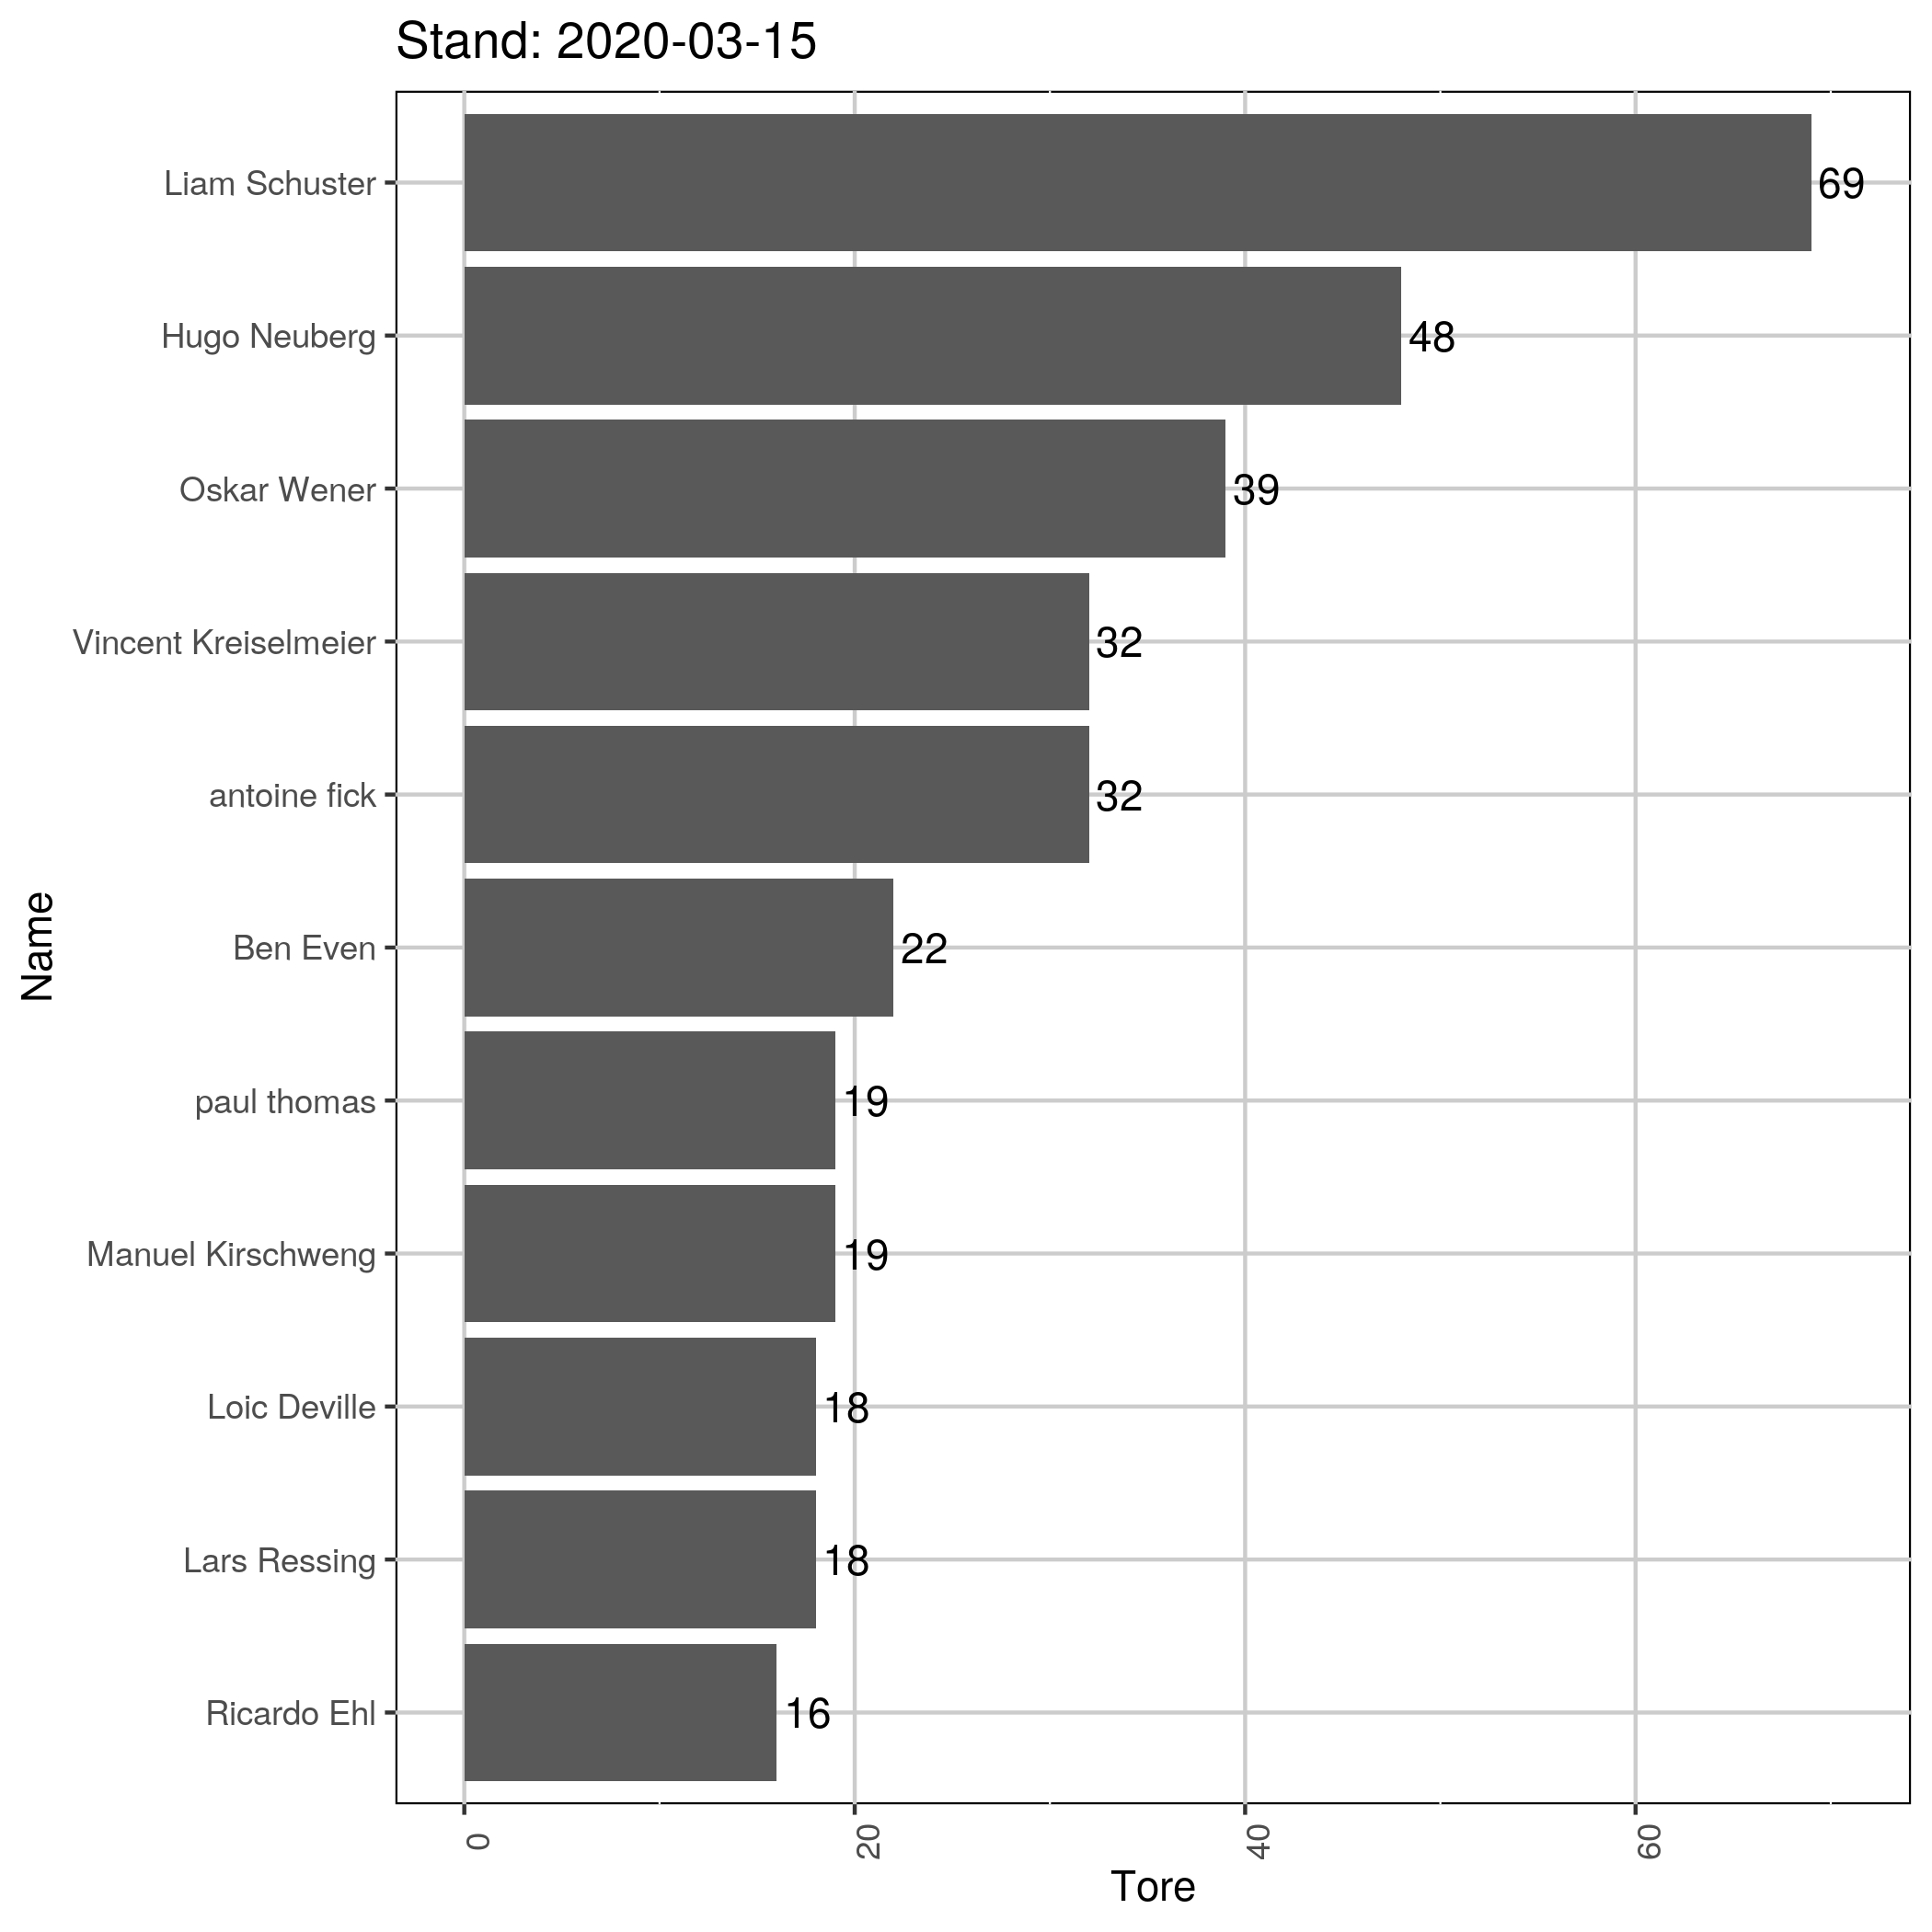 Stand: 2020-03-15
Liam Schuster 69
Hugo Neuberg 48
Oskar Wener 39
Vincent Kreiselmeier 32
antoine fick 32
Ben Even 22
Name
paul thomas 19
Manuel Kirschweng 19
Loic Deville 18
Lars Ressing 18
Ricardo Ehl 16
0 20 40 60
Tore